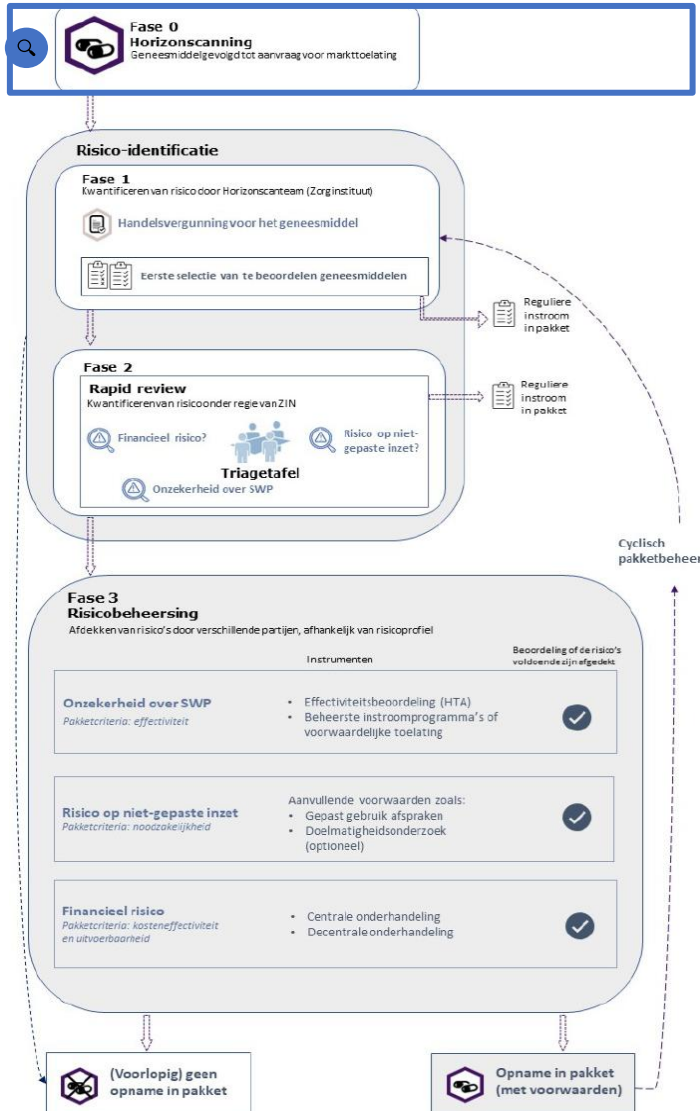 Fase 0
Horizonscanning
Geneesmiddel gevolgd tot aanvraag voor markttoelating
Risico-identificatie
Fase 1
Kwantificeren van risico door Horizonscanteam (Zorginstituut)
Handelsvergunning voor het geneesmiddel
Eerste selectie van te beoordelen geneesmiddelen
Reguliere
instroom
in pakket
Fase 2
Rapid review
Kwantificeren van risico onder regie van ZIN
Financieel risico?
Risico op niet-
gepaste inzet?
Triagetafel
Onzekerheid over SWP
Reguliere
instroom
in pakket
Cyclisch
pakketbeheer
Fase 3
Risicobeheersing
Afdekken van risico's door verschillende partijen, afhankelijk van risicoprofiel
Instrumenten
Beoordeling of de risico's
voldoende zijn afgedekt
Onzekerheid over SWP
Pakketcriteria: effectiviteit
• Effectiviteitsbeoordeling (HTA)
• Beheerste instroomprogramma's of
voorwaardelijke toelating
Risico op niet-gepaste inzet
Pakketcriteria: noodzakelijkheid
Aanvullende voorwaarden zoals:
• Gepast gebruik afspraken
• Doelmatigheidsonderzoek
(optioneel)
Financieel risico
Pakketcriteria: kosteneffectiviteit
en uitvoerbaarheid
• Centrale onderhandeling
• Decentrale onderhandeling
(Voorlopig) geen
opname in pakket
Opname in pakket
(met voorwaarden)